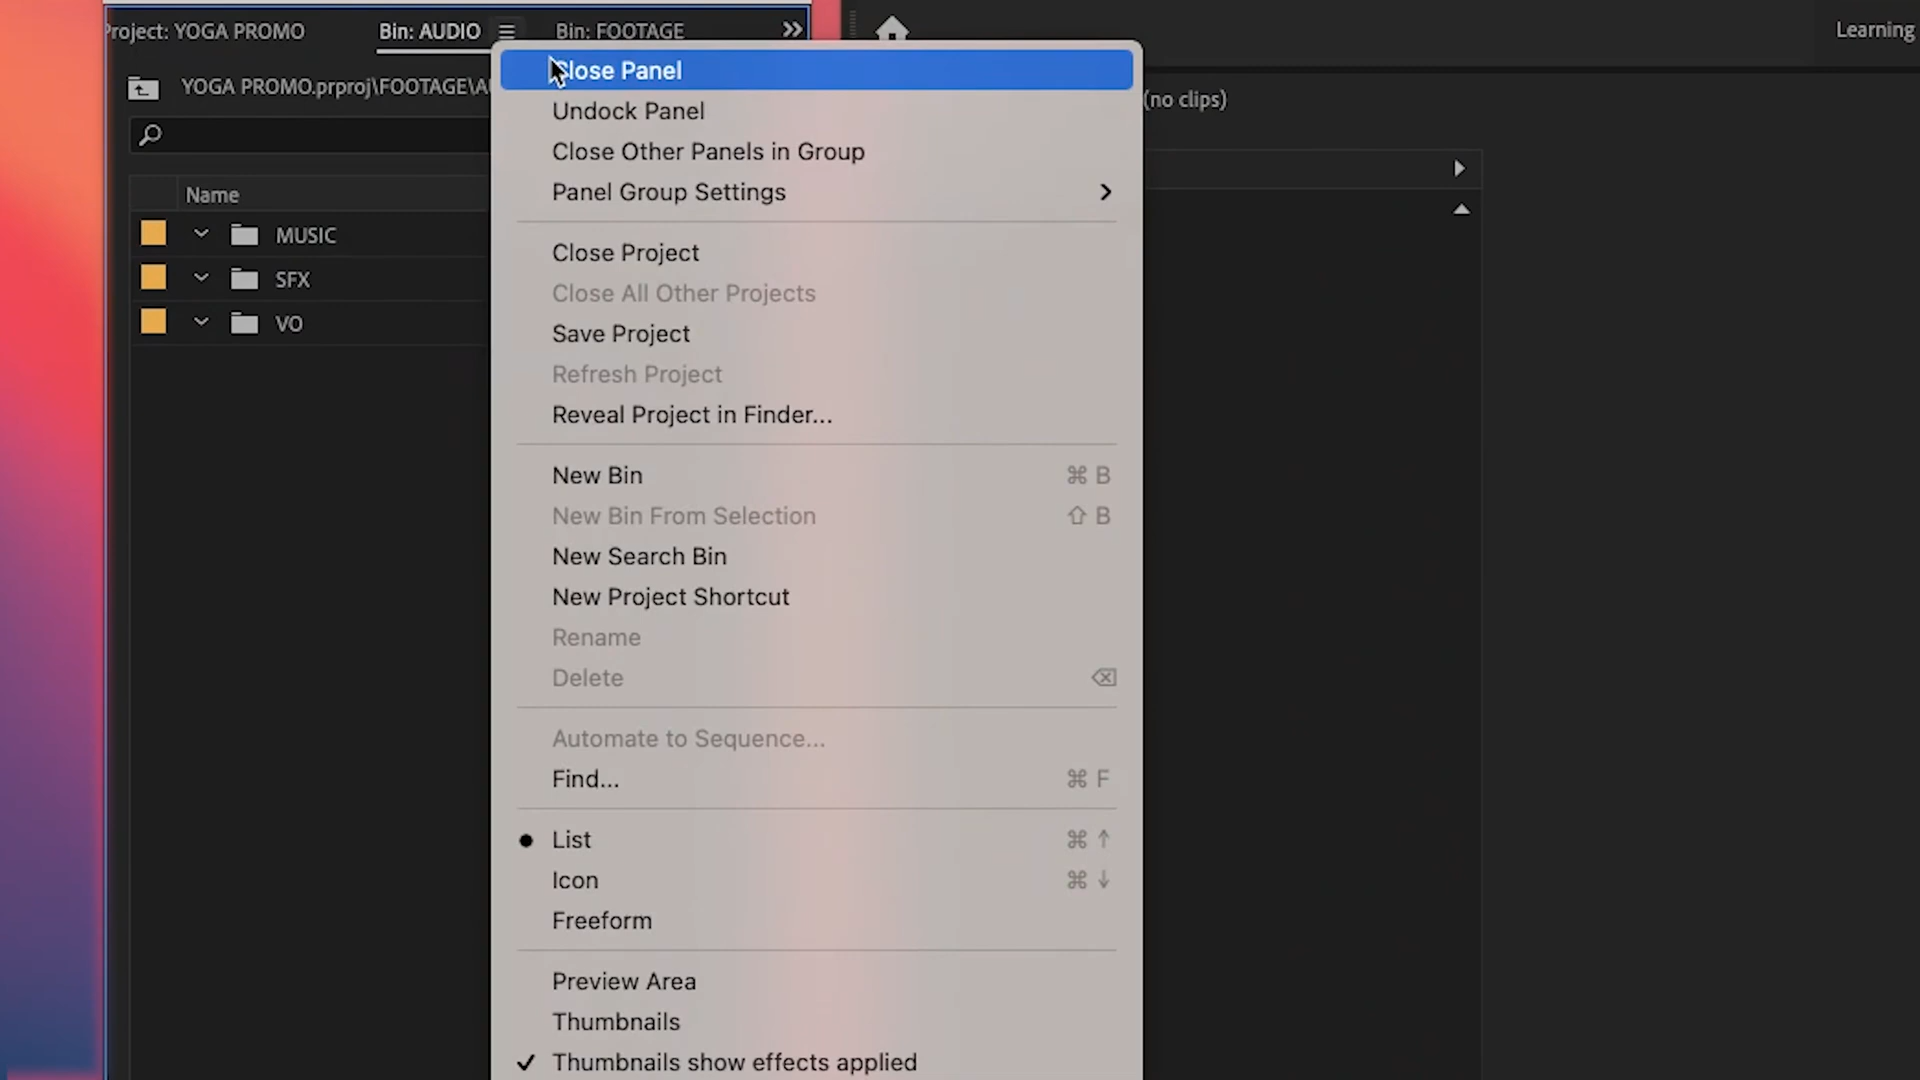 Project: YOGA PROMO
Bin: AUDIO
Bin: FOOTAGE
Learning
YOGA PROMO.prproj\FOOTAGE\A
(no clips)
Name
MUSIC
SFX
VO
Close Panel
Undock Panel
Close Other Panels in Group
Panel Group Settings
Close Project
Close All Other Projects
Save Project
Refresh Project
Reveal Project in Finder...
New Bin ⌘ B
New Bin From Selection ⇧ B
New Search Bin
New Project Shortcut
Rename
Delete ⌫
Automate to Sequence...
Find... ⌘ F
List ⌘ ↑
Icon ⌘ ↓
Freeform
Preview Area
Thumbnails
✓ Thumbnails show effects applied